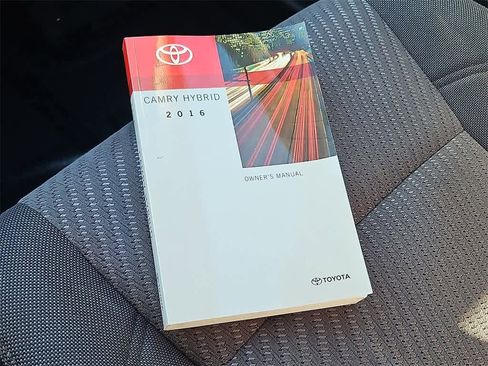 CAMRY HYBRID
2016
OWNER'S MANUAL
TOYOTA